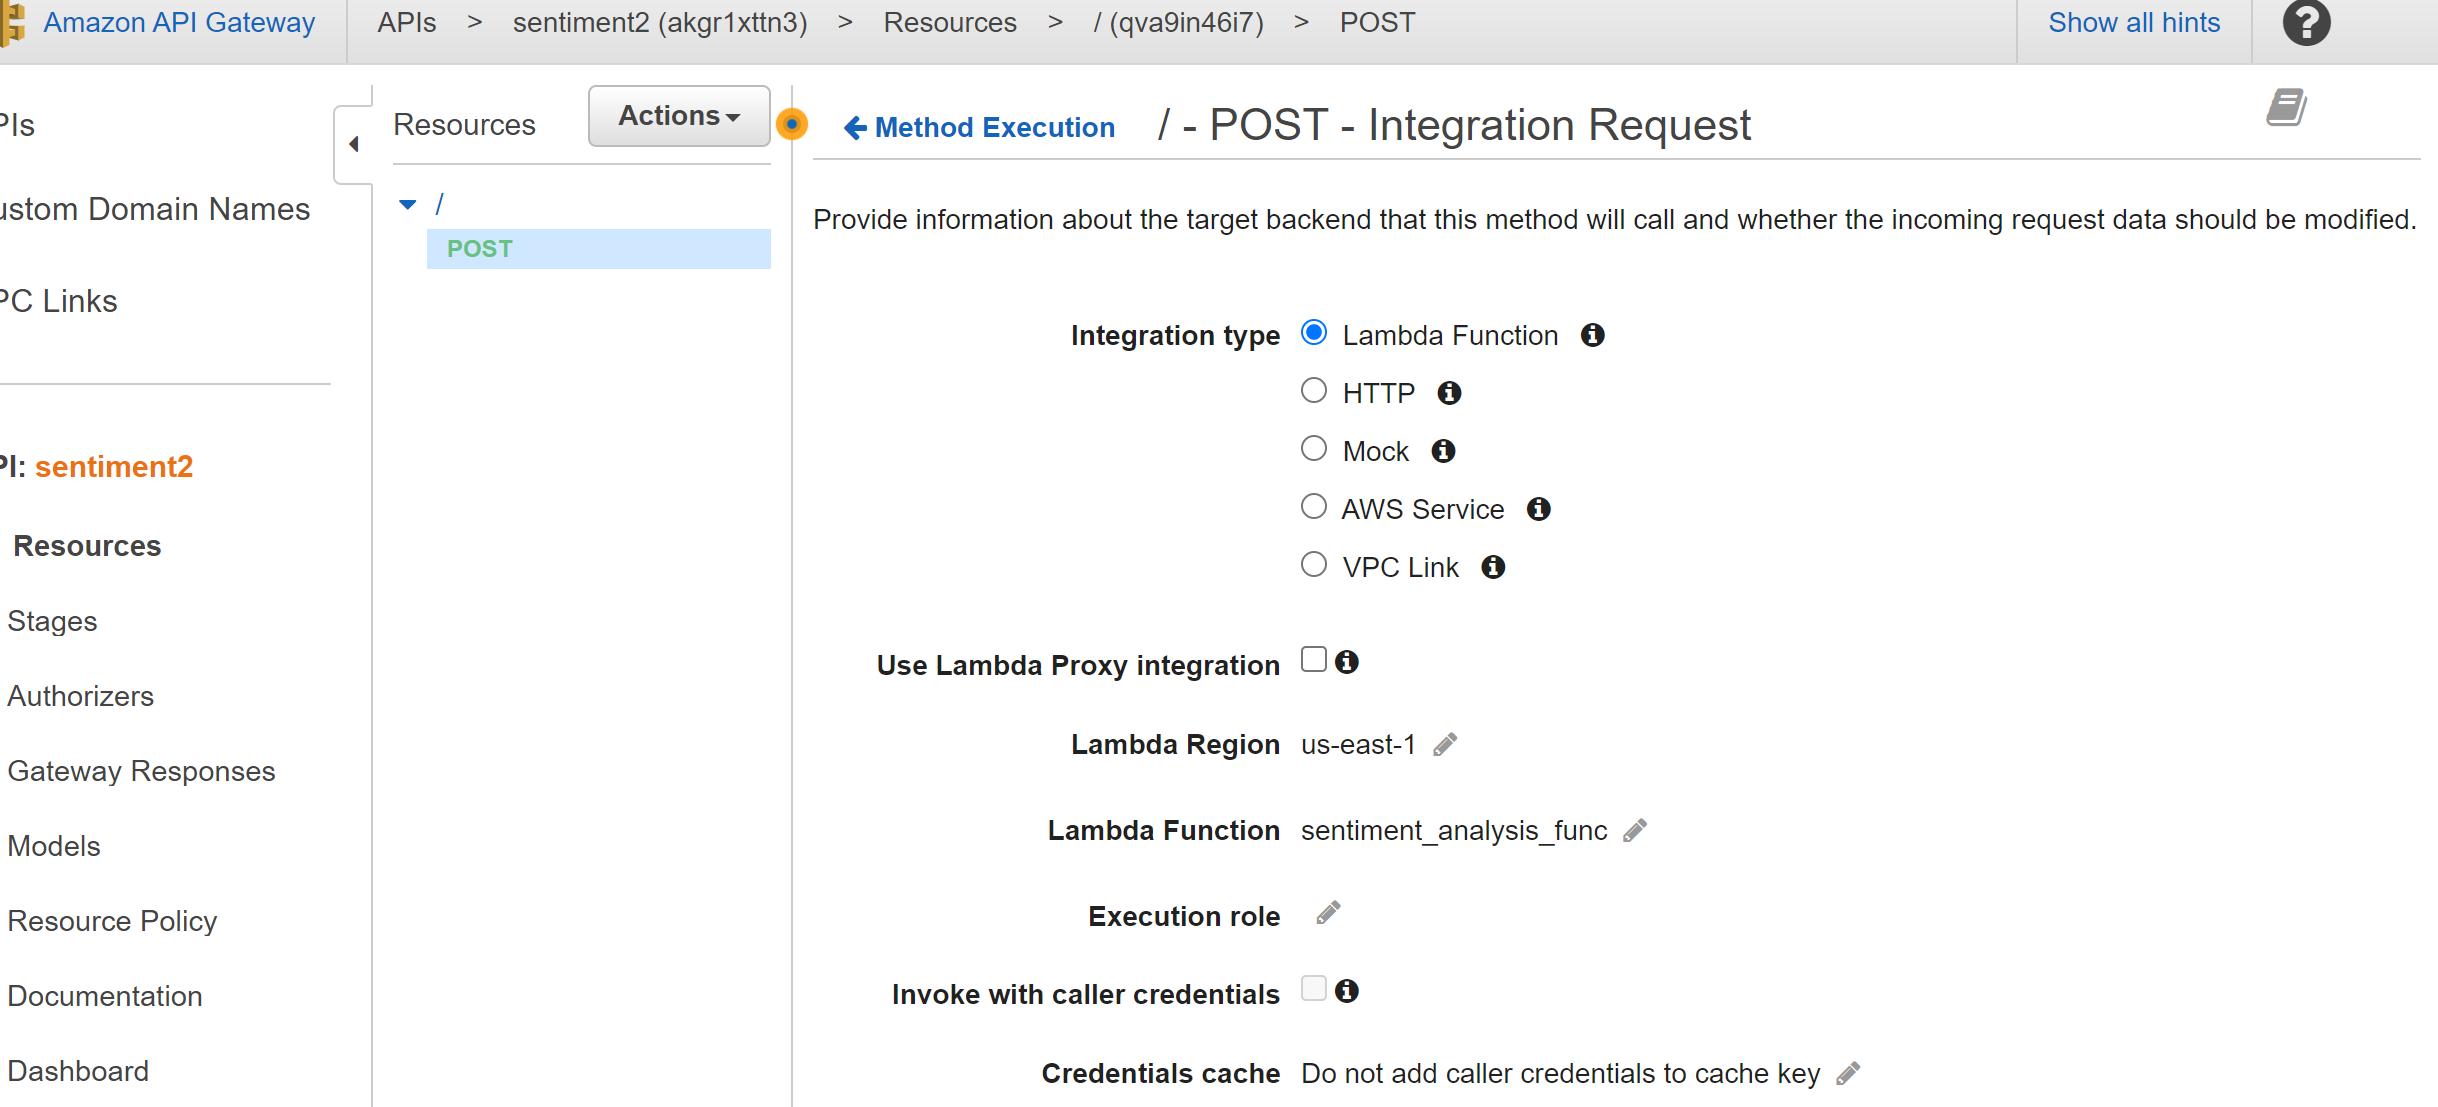 Amazon API Gateway
APIs > sentiment2 (akgr1xttn3) > Resources > / (qva9in46i7) > POST
Show all hints
?
PIs
ustom Domain Names
PC Links
PI: sentiment2
Resources
Stages
Authorizers
Gateway Responses
Models
Resource Policy
Documentation
Dashboard
Resources
Actions
/
POST
Method Execution
/ - POST - Integration Request
Provide information about the target backend that this method will call and whether the incoming request data should be modified.
Integration type
Lambda Function
HTTP
Mock
AWS Service
VPC Link
Use Lambda Proxy integration
Lambda Region us-east-1
Lambda Function sentiment_analysis_func
Execution role
Invoke with caller credentials
Credentials cache Do not add caller credentials to cache key